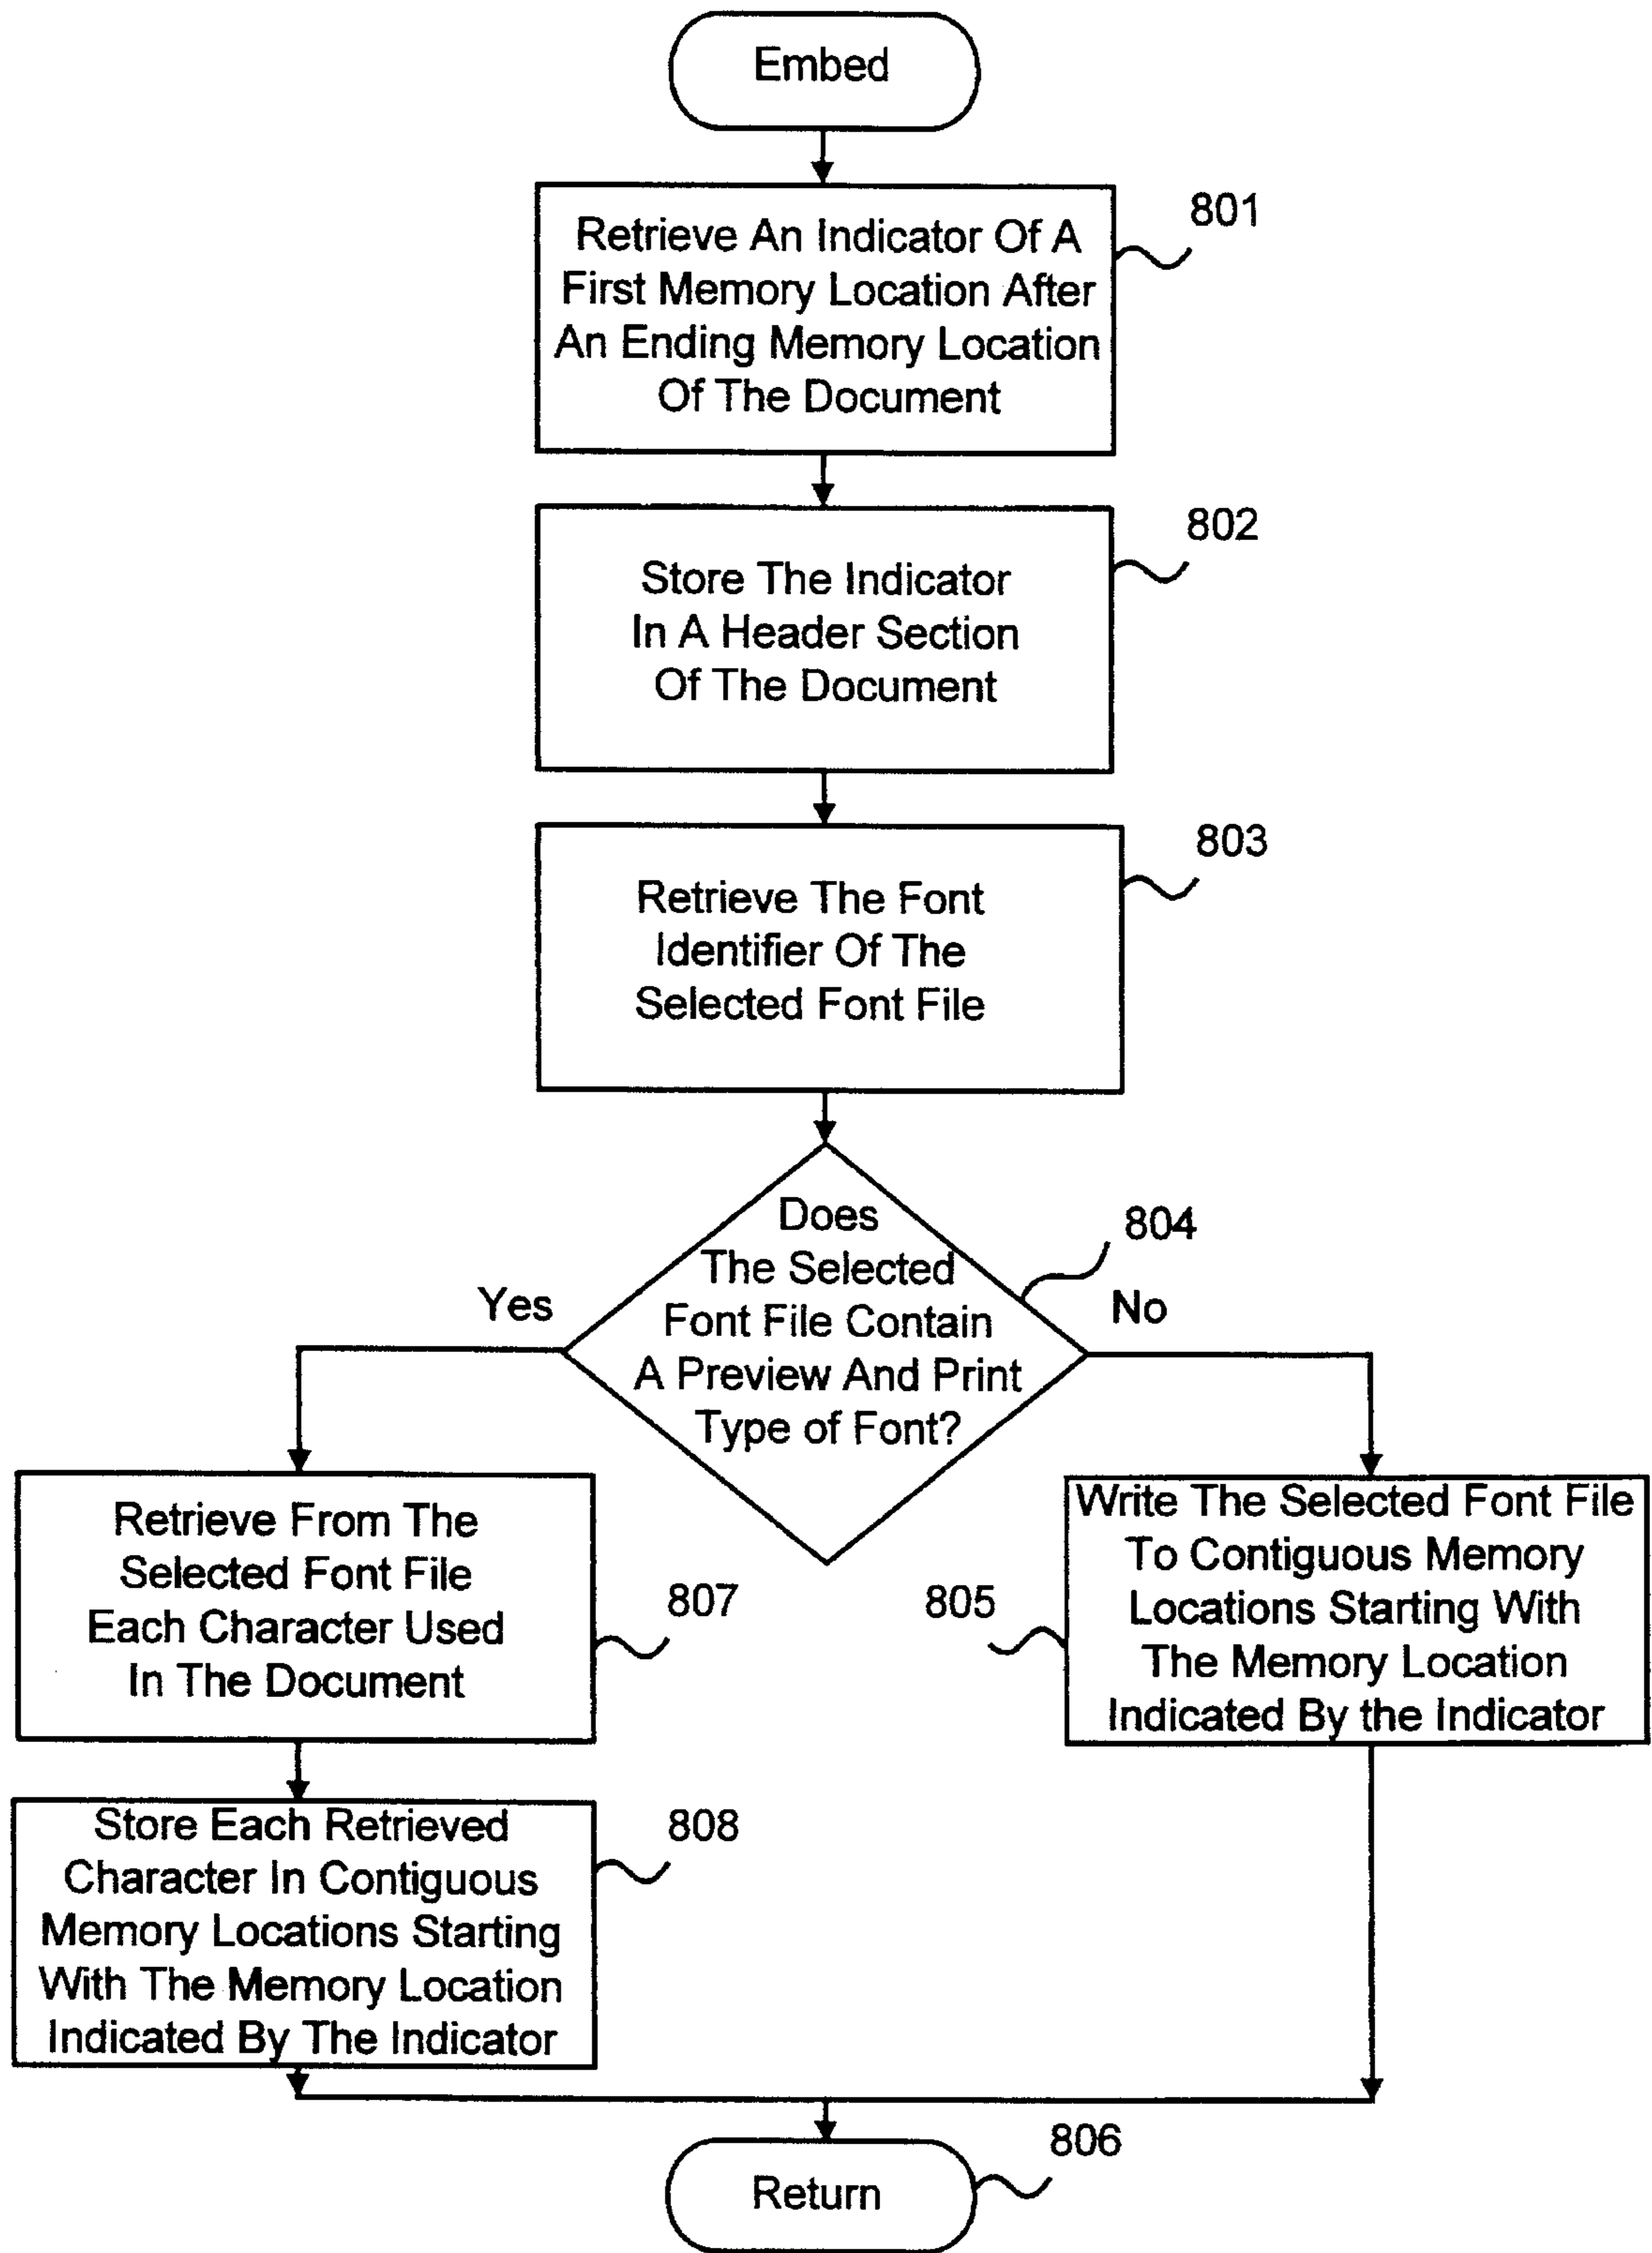 Embed
Retrieve An Indicator Of A
First Memory Location After
An Ending Memory Location
Of The Document
801
Store The Indicator
In A Header Section
Of The Document
802
Retrieve The Font
Identifier Of The
Selected Font File
803
Does
The Selected
Font File Contain
A Preview And Print
Type of Font?
804
Yes
No
Retrieve From The
Selected Font File
Each Character Used
In The Document
807
805
Write The Selected Font File
To Contiguous Memory
Locations Starting With
The Memory Location
Indicated By the Indicator
Store Each Retrieved
Character In Contiguous
Memory Locations Starting
With The Memory Location
Indicated By The Indicator
808
Return
806